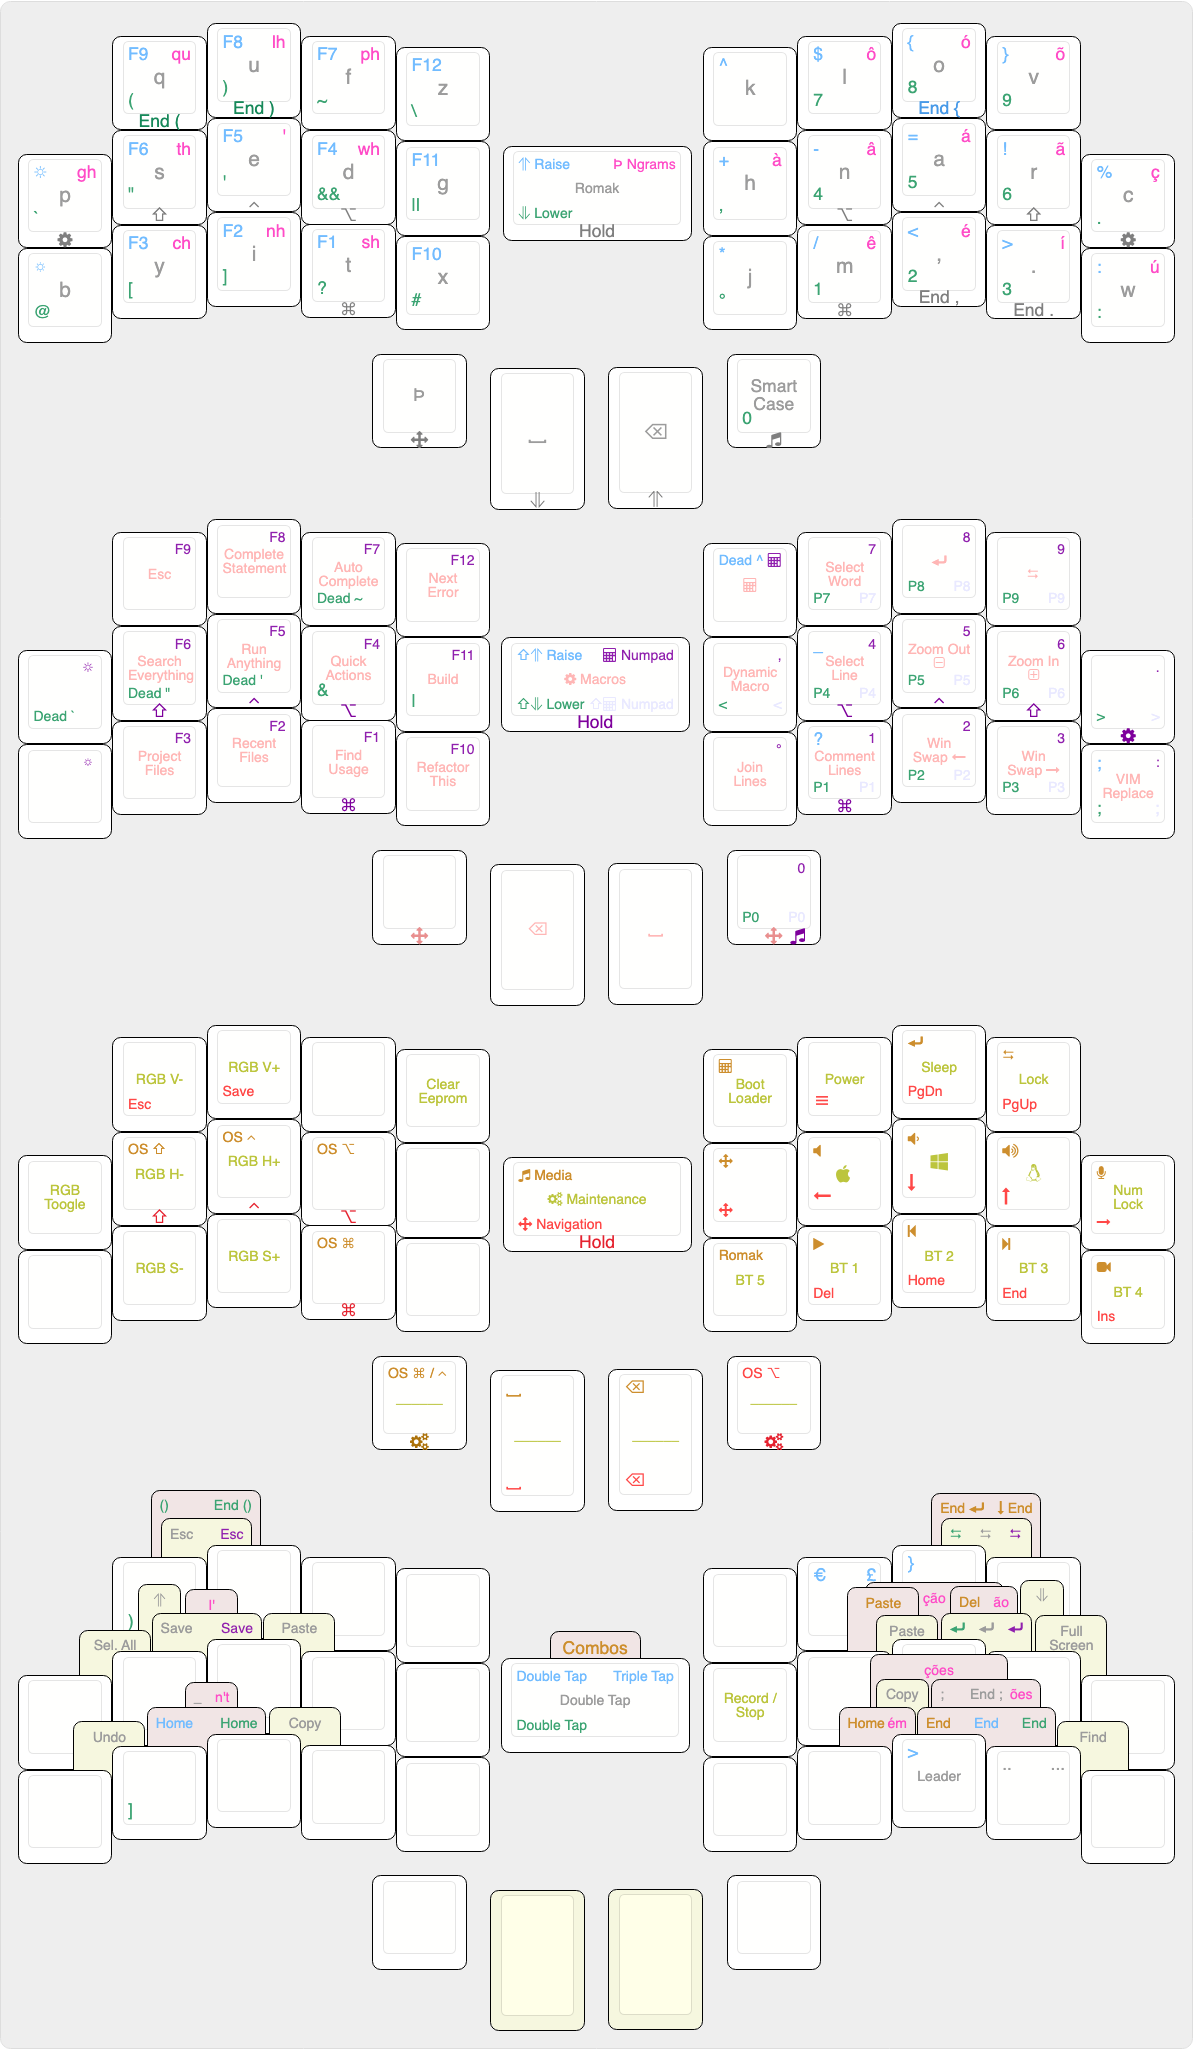 F9 qu
q
(
End (
F8 lh
u
)
End )
F7 ph
f
~
F12
z
\
^
k
$ ô
l
7
{ ó
o
8
End {
} õ
v
9
gh
p
`
F6 th
s
"
F5 '
e
'
F4 wh
d
&&
F11
g
||
Raise Þ Ngrams
Romak
Lower
Hold
+ à
h
,
- â
n
4
= á
a
5
! ã
r
6
% ç
c
.
b
@
F3 ch
y
[
F2 nh
i
]
F1 sh
t
?
⌘
F10
x
#
*
j
°
/ ê
m
1
⌘
< é
,
2
End ,
> í
.
3
End .
: ú
w
:
Þ
Smart
Case
0
F9
Esc
F8
Complete
Statement
F7
Auto
Complete
Dead ~
F12
Next
Error
Dead ^
7
Select
Word
P7 P7
8
P8 P8
9
P9 P9
Dead `
F6
Search
Everything
Dead "
F5
Run
Anything
Dead '
F4
Quick
Actions
&
F11
Build
|
Raise Numpad
Macros
Lower Numpad
Hold
,
Dynamic
Macro
< <
_ 4
Select
Line
P4 P4
5
Zoom Out
P5 P5
6
Zoom In
P6 P6
.
> >
F3
Project
Files
F2
Recent
Files
F1
Find
Usage
⌘
F10
Refactor
This
°
Join
Lines
? 1
Comment
Lines
P1 P1
⌘
2
Win
Swap ←
P2 P2
3
Win
Swap →
P3 P3
; :
VIM
Replace
; ;
0
P0 P0
RGB V-
Esc
RGB V+
Save
Clear
Eeprom
Boot
Loader
Power
≡
Sleep
PgDn
Lock
PgUp
RGB
Toogle
OS ⇧
RGB H-
OS ^
RGB H+
OS ⌥
Media
Maintenance
Navigation
Hold
←
↓
↑
Num
Lock
→
RGB S-
RGB S+
OS ⌘
⌘
Romak
BT 5
BT 1
Del
BT 2
Home
BT 3
End
BT 4
Ins
OS ⌘ / ^
OS ⌥
() End ()
Esc Esc
)
I'
Save Save
Paste
Sel. All
_ n't
Home Home
Copy
Undo
]
Combos
Double Tap Triple Tap
Double Tap
Double Tap
End ↵ ↓ End
€ £
}
Paste
ção
Del ão
Paste
Full
Screen
Record /
Stop
ções
Copy
; End ; ões
Home ém
End End End
Find
>
Leader
.. ...